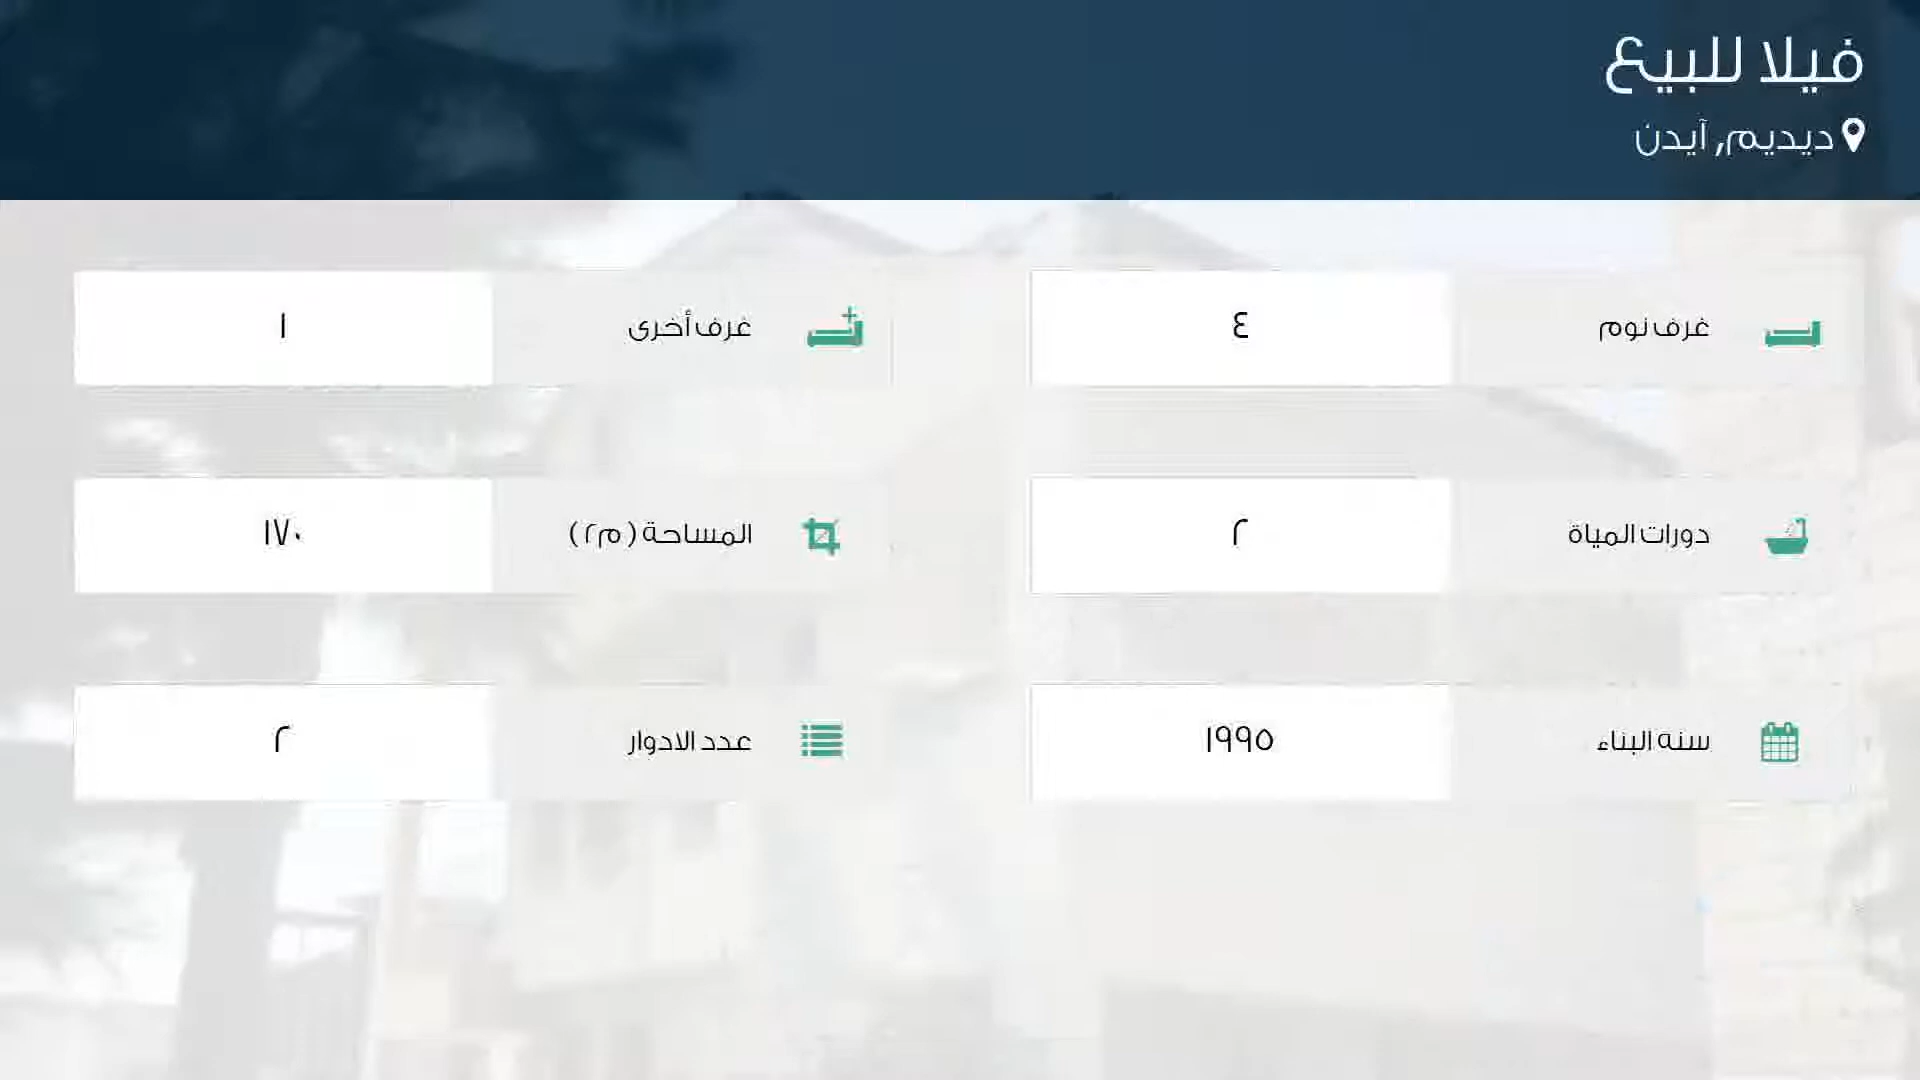 فيلا للبيع
ديديم, آيدن
غرف نوم
٤
غرف أخرى
١
دورات المياة
٢
المساحة (م٢)
١٧٠
سنه البناء
١٩٩٥
عدد الادوار
٢